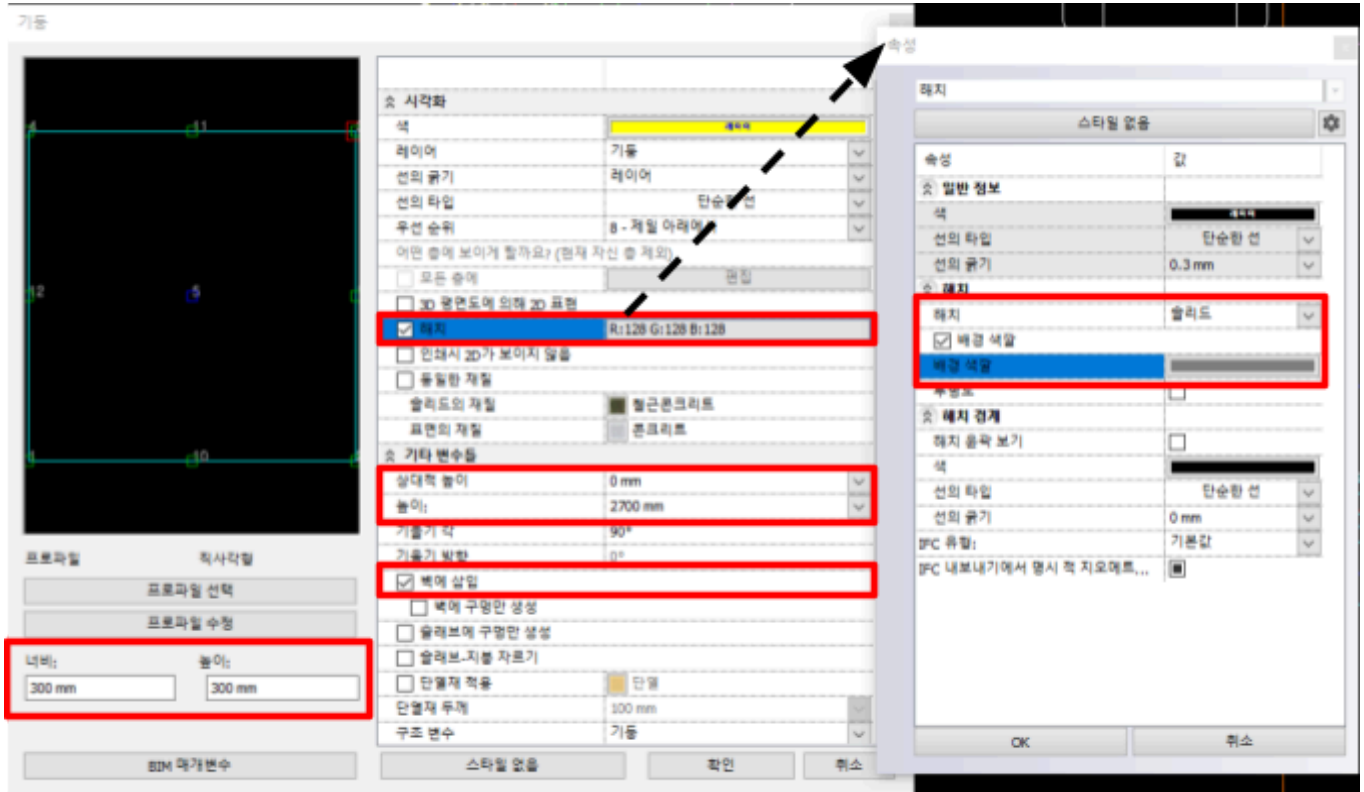 기둥
4
11
12
5
1
10
프로파일 직사각형
프로파일 선택
프로파일 수정
너비: 높이:
300 mm 300 mm
BIM 매개변수
시각화
색 레이어
레이어 기둥
선의 굵기 레이어
선의 타입 단순한 선
우선 순위 8 - 제일 아래에
어떤 층에 보이게 할까요? (현재 자신 층 제외)
모든 층에 편집
3D 평면도에 의해 2D 표현
해치 R:128 G:128 B:128
인쇄시 2D가 보이지 않음
동일한 재질
솔리드의 재질 철근콘크리트
표면의 재질 콘크리트
기타 변수들
상대적 높이 0 mm
높이: 2700 mm
기울기 각 90°
기울기 방향 0°
벽에 삽입
벽에 구멍만 생성
슬래브에 구멍만 생성
슬래브-지붕 자르기
단열재 적용 단열
단열재 두께 100 mm
구조 변수 기둥
스타일 없음 확인 취소
속성
해치
스타일 없음
속성 값
일반 정보
색 레이어
선의 타입 단순한 선
선의 굵기 0.3 mm
해치
해치 솔리드
배경 색깔
배경 색깔
투명도
해치 경계
해치 윤곽 보기
색
선의 타입 단순한 선
선의 굵기 0 mm
IFC 유형: 기본값
IFC 내보내기에서 명시 적 지오메트...
OK 취소